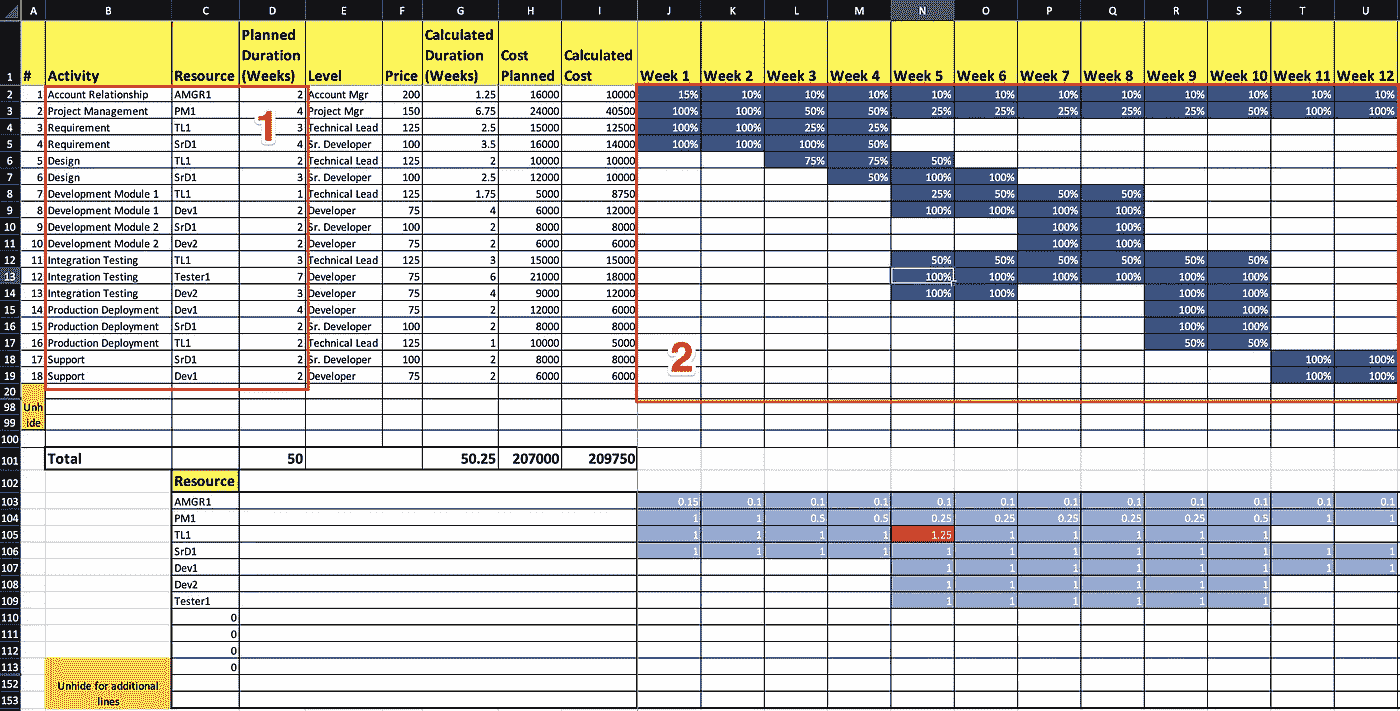 A B C D E F G H I J K L M N O P Q R S T U
1 # Activity Resource Planned Duration (Weeks) Level Price Calculated Duration (Weeks) Cost Planned Calculated Cost Week 1 Week 2 Week 3 Week 4 Week 5 Week 6 Week 7 Week 8 Week 9 Week 10 Week 11 Week 12
2 1 Account Relationship AMGR1 2 Account Mgr 200 1.25 16000 10000 15% 10% 10% 10% 10% 10% 10% 10% 10% 10% 10% 10%
3 2 Project Management PM1 4 Project Mgr 150 6.75 24000 40500 100% 100% 50% 50% 25% 25% 25% 25% 25% 50% 100% 100%
4 3 Requirement TL1 3 Technical Lead 125 2.5 15000 12500 100% 100% 25% 25%
5 4 Requirement SrD1 4 Sr. Developer 100 3.5 16000 14000 100% 100% 100% 50%
6 5 Design TL1 2 Technical Lead 125 2 10000 10000 75% 75% 50%
7 6 Design SrD1 3 Sr. Developer 100 2.5 12000 10000 50% 100% 100%
8 7 Development Module 1 TL1 1 Technical Lead 125 1.75 5000 8750 25% 50% 50% 50%
9 8 Development Module 1 Dev1 2 Developer 75 4 6000 12000 100% 100% 100% 100%
10 9 Development Module 2 SrD1 2 Sr. Developer 100 2 8000 8000 100% 100%
11 10 Development Module 2 Dev2 2 Developer 75 2 6000 6000 100% 100%
12 11 Integration Testing TL1 3 Technical Lead 125 3 15000 15000 50% 50% 50% 50% 50% 50%
13 12 Integration Testing Tester1 7 Developer 75 6 21000 18000 100% 100% 100% 100% 100% 100%
14 13 Integration Testing Dev2 3 Developer 75 4 9000 12000 100% 100% 100% 100%
15 14 Production Deployment Dev1 4 Developer 75 2 12000 6000 100% 100%
16 15 Production Deployment SrD1 2 Sr. Developer 100 2 8000 8000 100% 100%
17 16 Production Deployment TL1 2 Technical Lead 125 1 10000 5000 50% 50%
18 17 Support SrD1 2 Sr. Developer 100 2 8000 8000 100% 100%
19 18 Support Dev1 2 Developer 75 2 6000 6000 100% 100%
1
2
20
98 Unh
99 ide
100
101 Total 50 50.25 207000 209750
102 Resource
103 AMGR1 0.15 0.1 0.1 0.1 0.1 0.1 0.1 0.1 0.1 0.1 0.1 0.1
104 PM1 1 1 0.5 0.5 0.25 0.25 0.25 0.25 0.25 0.5 1 1
105 TL1 1 1 1 1 1.25 1 1 1 1 1
106 SrD1 1 1 1 1 1 1 1 1 1 1 1 1
107 Dev1 1 1 1 1 1 1 1 1
108 Dev2 1 1 1 1 1 1
109 Tester1 1 1 1 1 1 1
110 0
111 0
112 0
113 0
152 Unhide for additional
153 lines